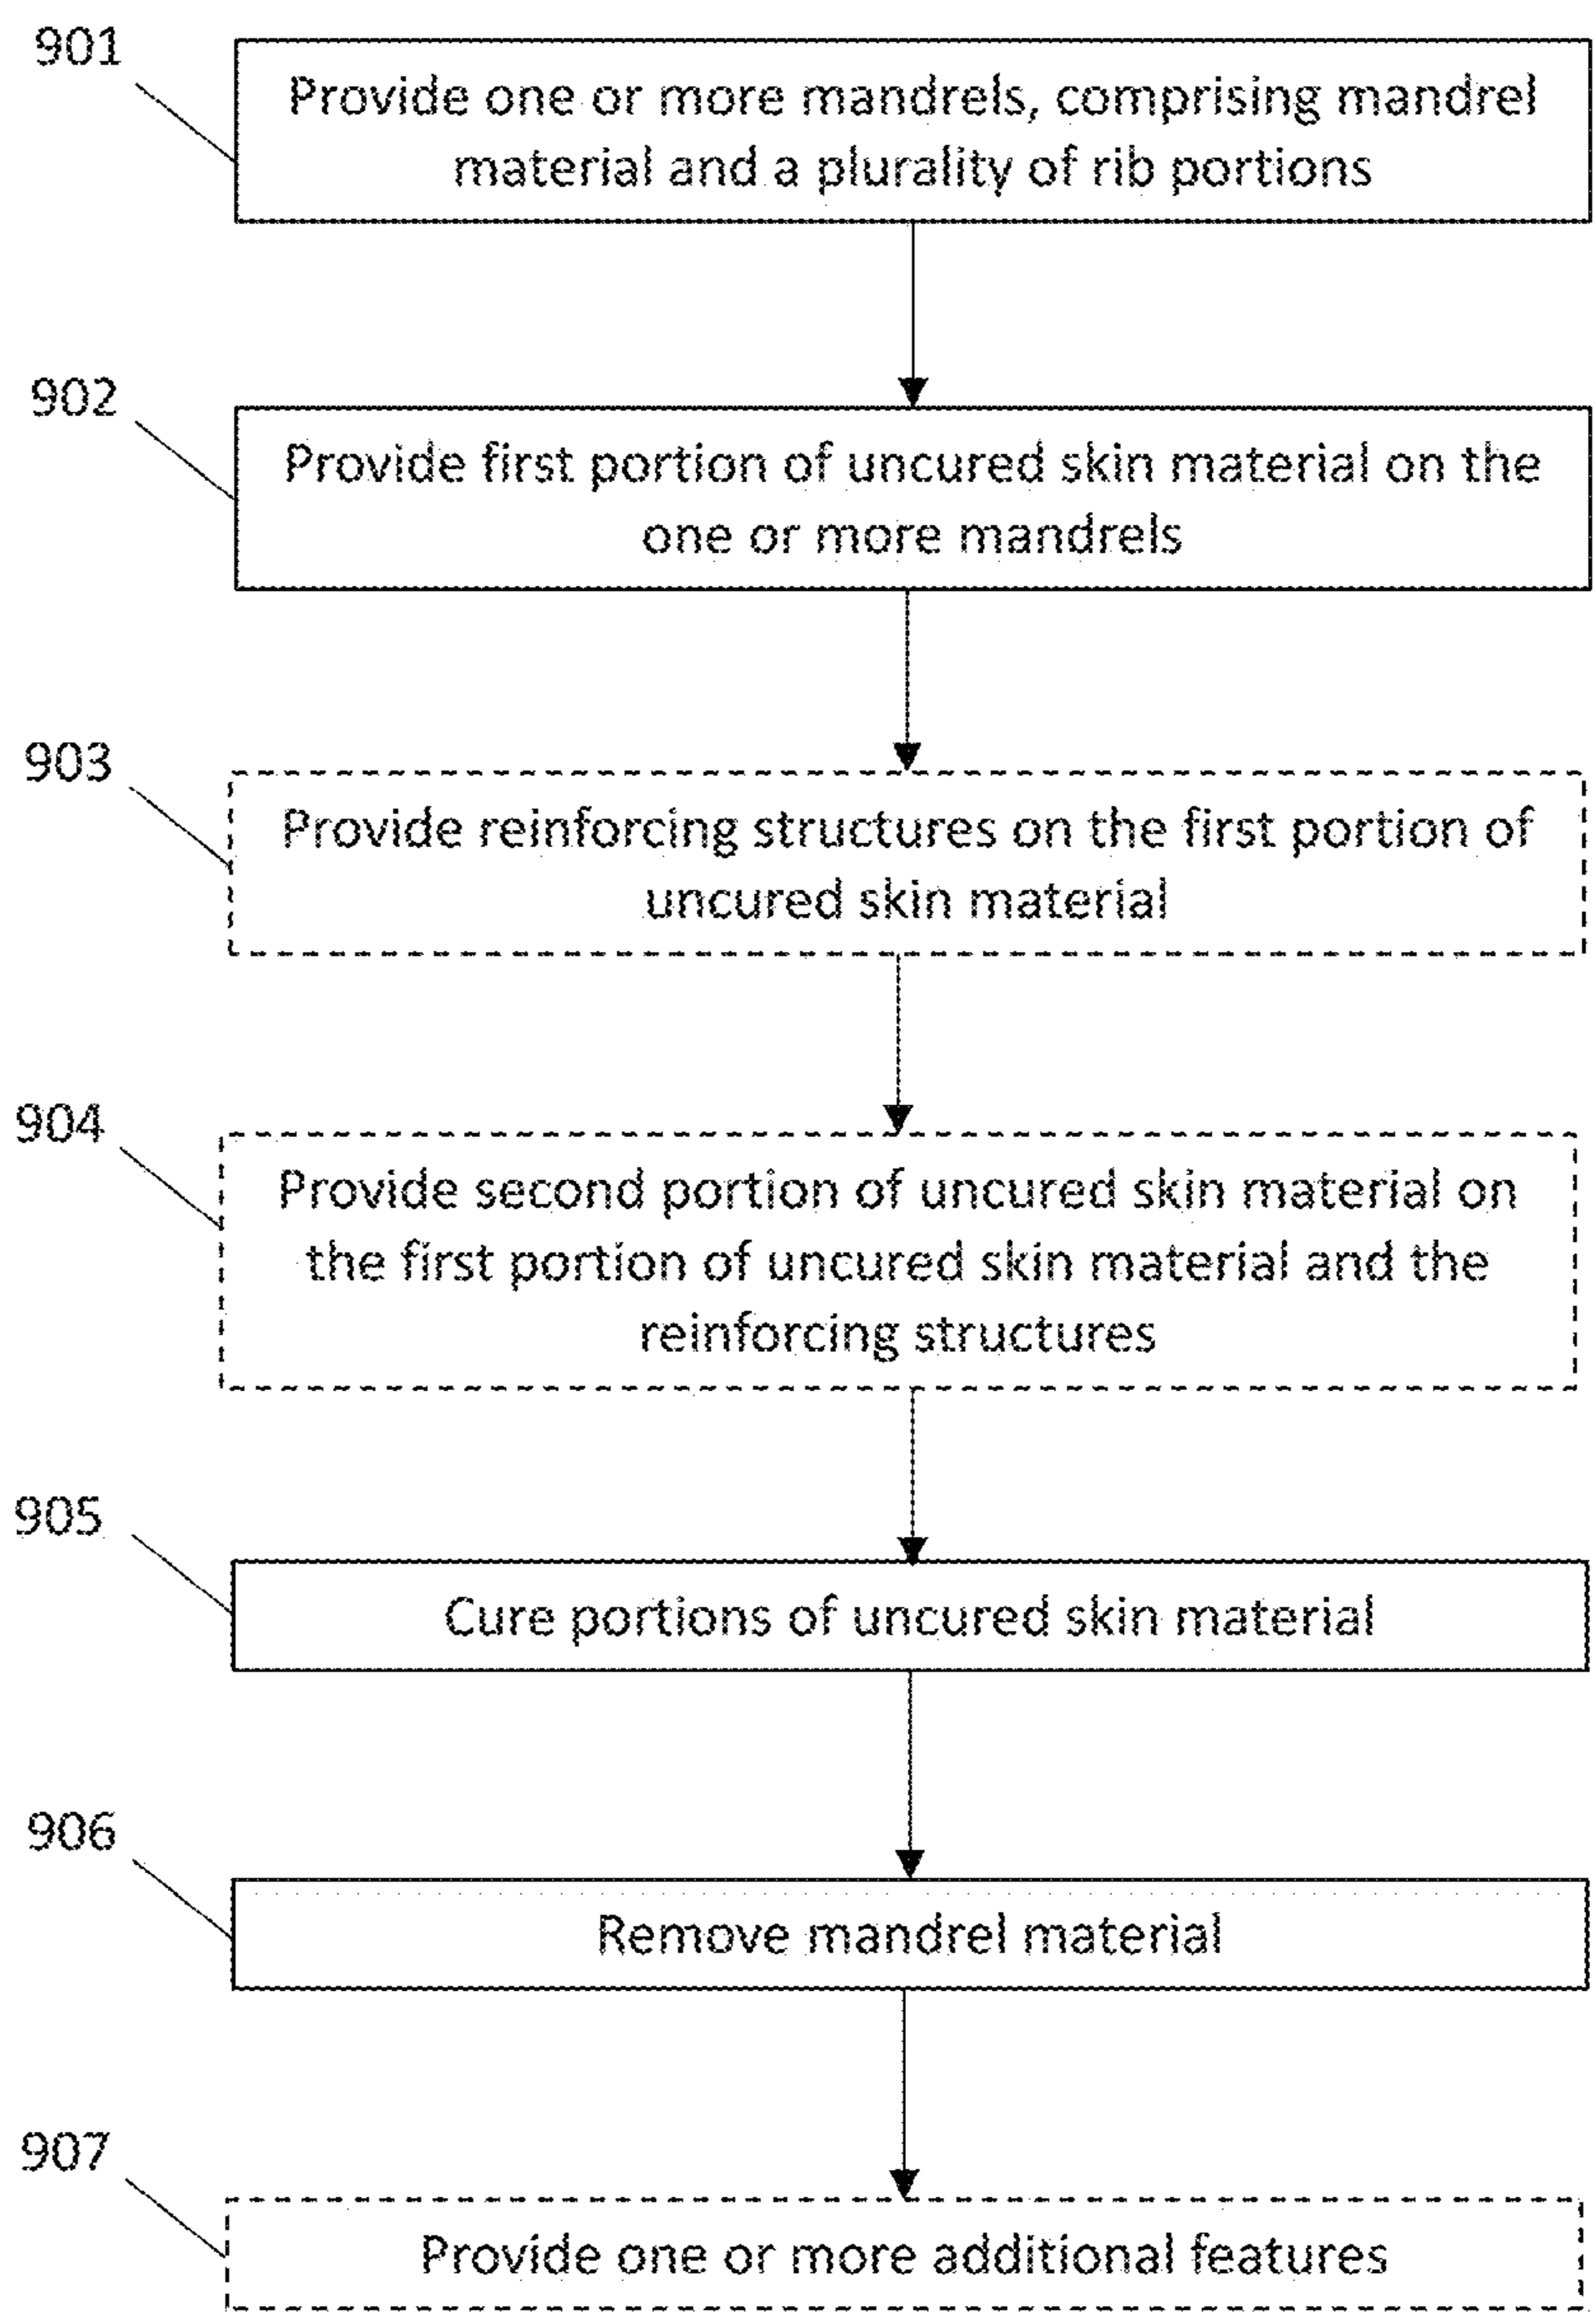 901
Provide one or more mandrels, comprising mandrel
material and a plurality of rib portions
902
Provide first portion of uncured skin material on the
one or more mandrels
903
Provide reinforcing structures on the first portion of
uncured skin material
904
Provide second portion of uncured skin material on
the first portion of uncured skin material and the
reinforcing structures
905
Cure portions of uncured skin material
906
Remove mandrel material
907
Provide one or more additional features